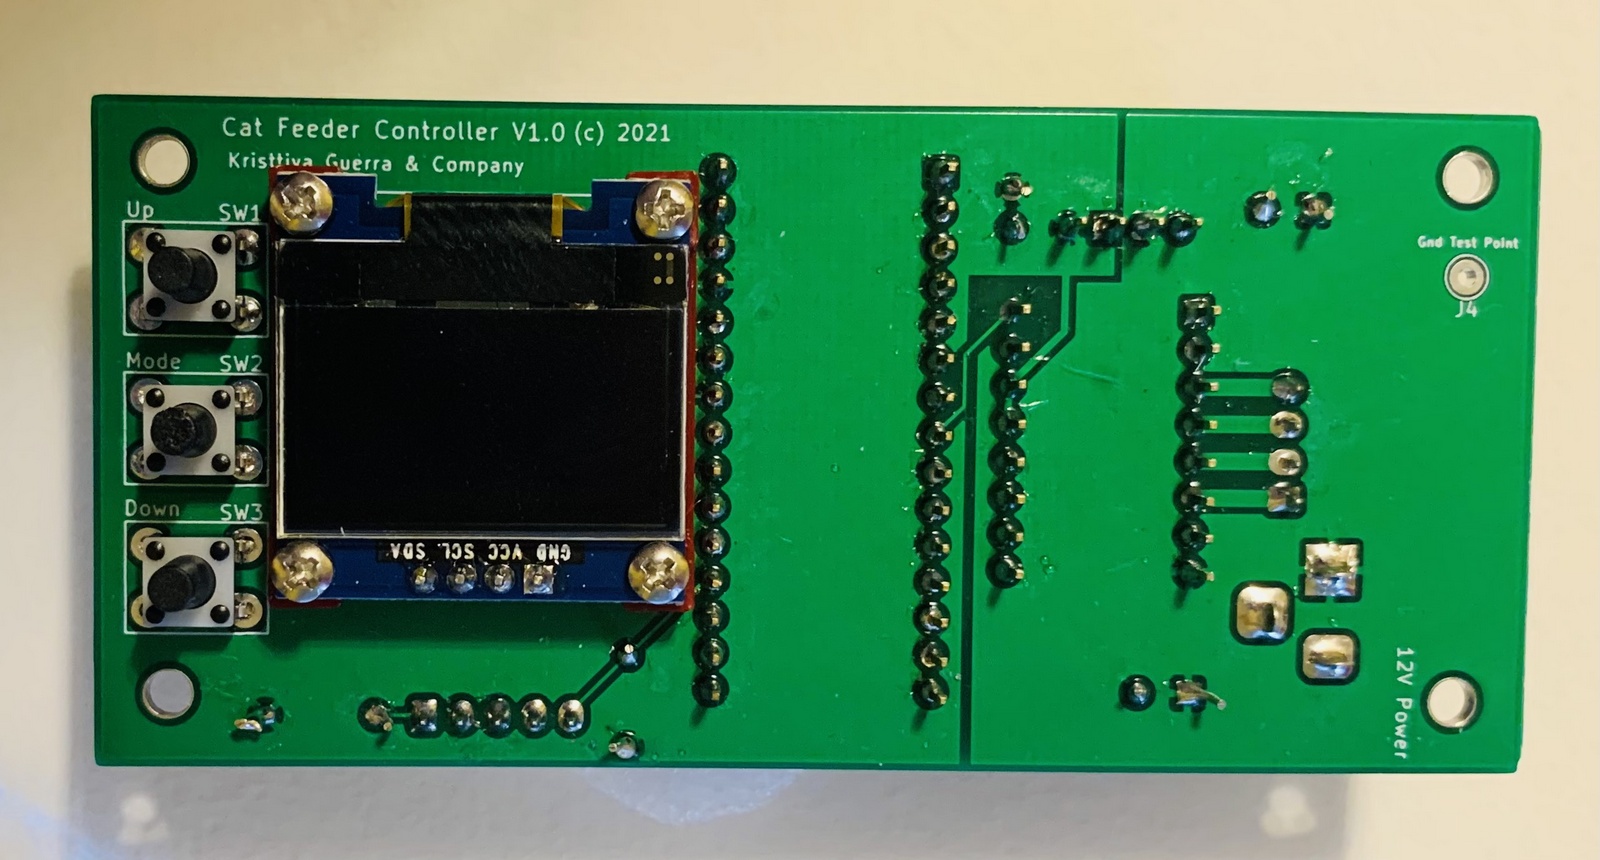 Cat Feeder Controller V1.0 (c) 2021
Kristtiya Guerra & Company
Up SW1
Mode SW2
Down SW3
GND VCC SCL SDA
Gnd Test Point
J4
12V Power